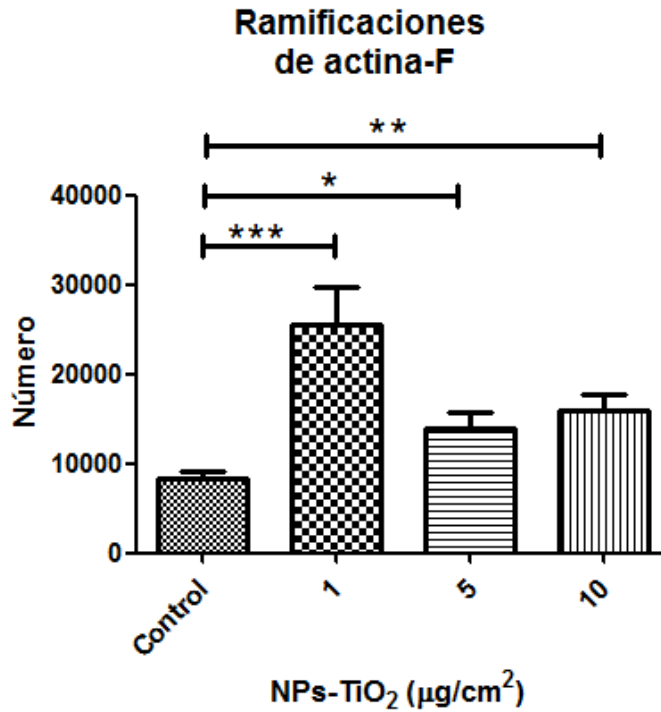 Ramificaciones
de actina-F
**
*
***
40000
30000
20000
10000
0
Número
Control
1
5
10
NPs-TiO₂ (µg/cm²)